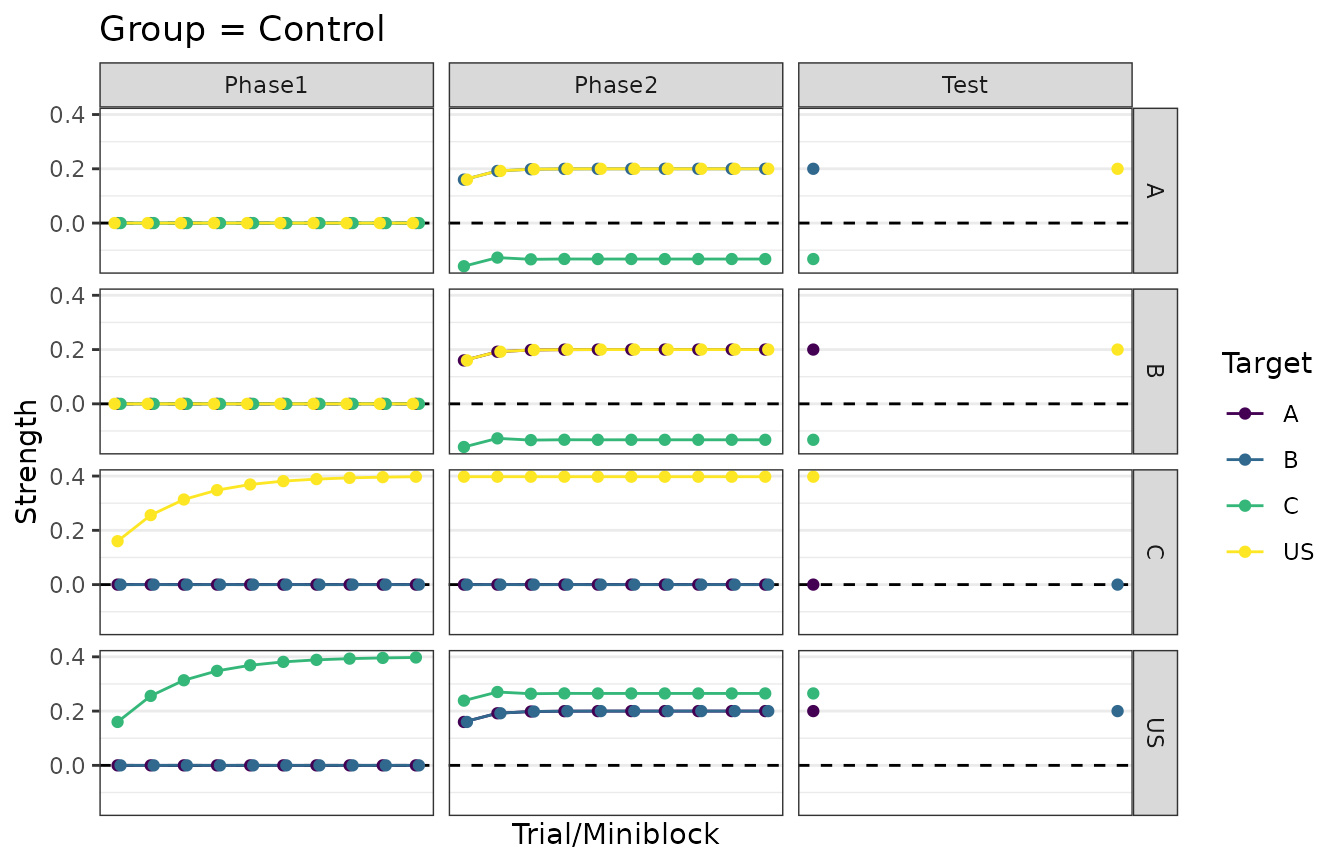 Group = Control
Phase1 Phase2 Test
0.4
0.2
0.0
A
0.4
0.2
0.0
B
0.4
0.2
0.0
C
0.4
0.2
0.0
US
Strength
Trial/Miniblock
Target
A
B
C
US